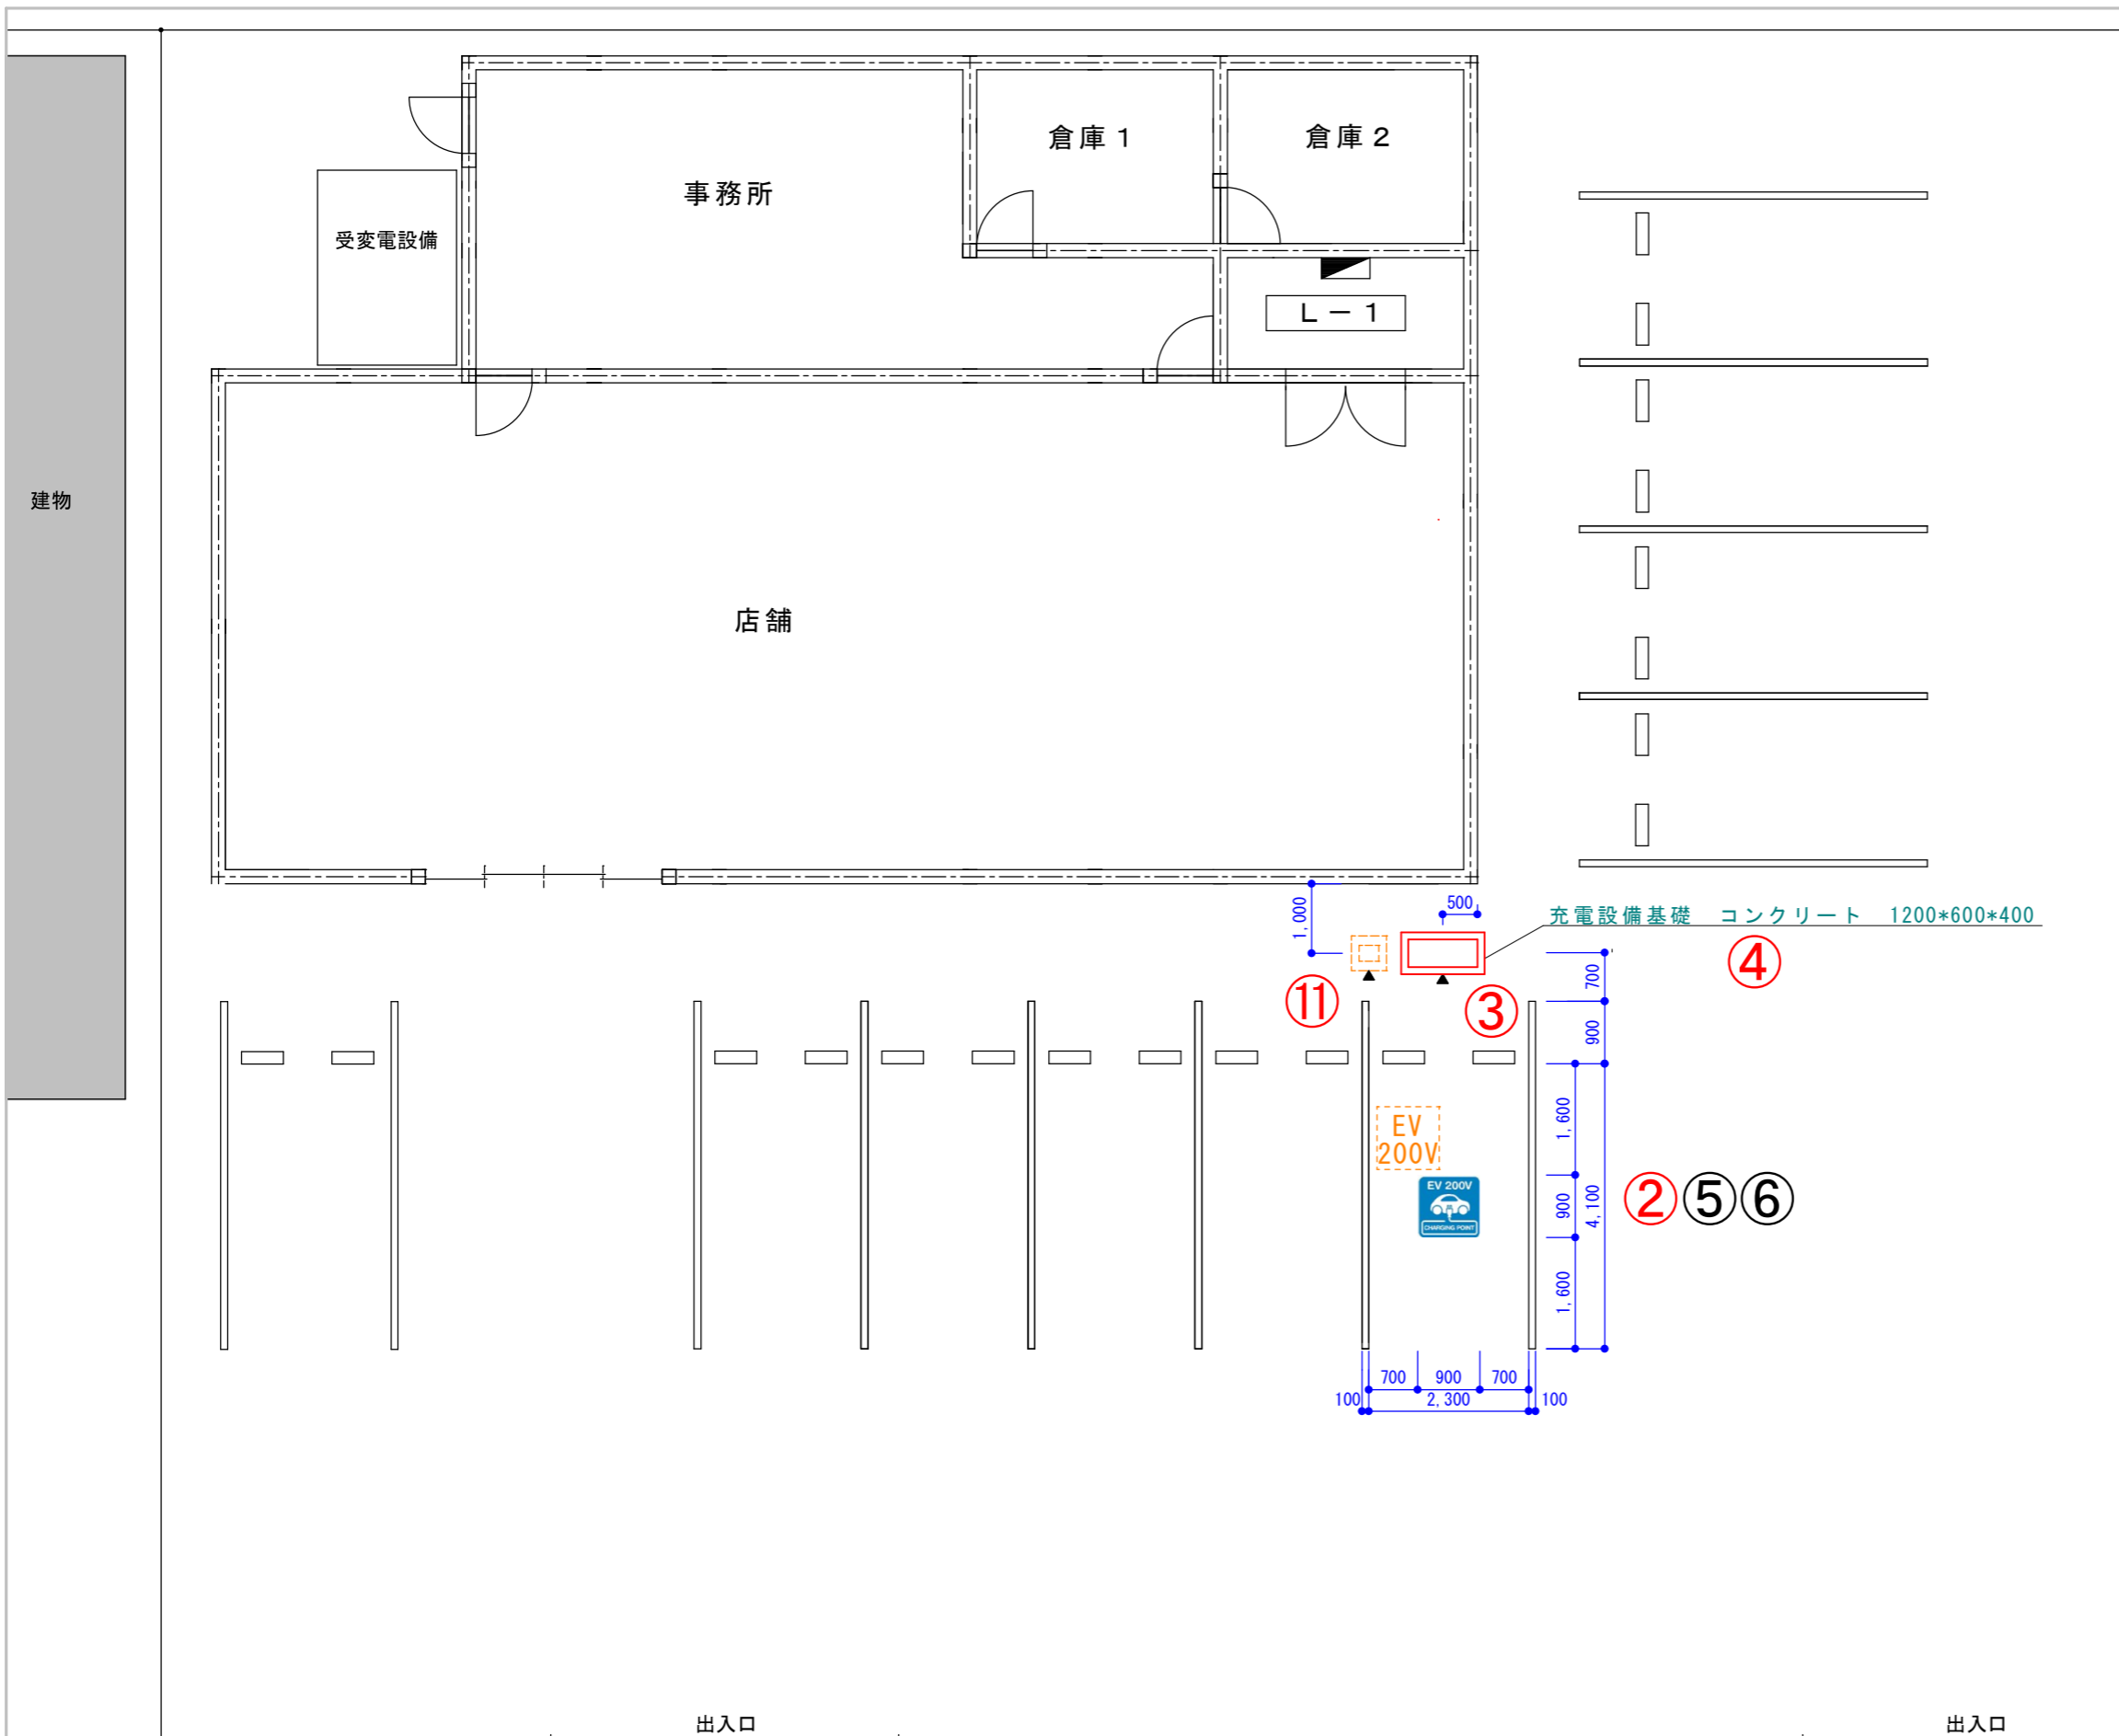 倉庫１
倉庫２
事務所
受変電設備
Ｌ－１
建物
店舗
1,000
500
充電設備基礎 コンクリート 1200*600*400
④
700
⑪
③
900
EV
200V
1,600
EV 200V
CHARGING POINT
900
4,100
②⑤⑥
1,600
700
900
700
100
2,300
100
出入口
出入口